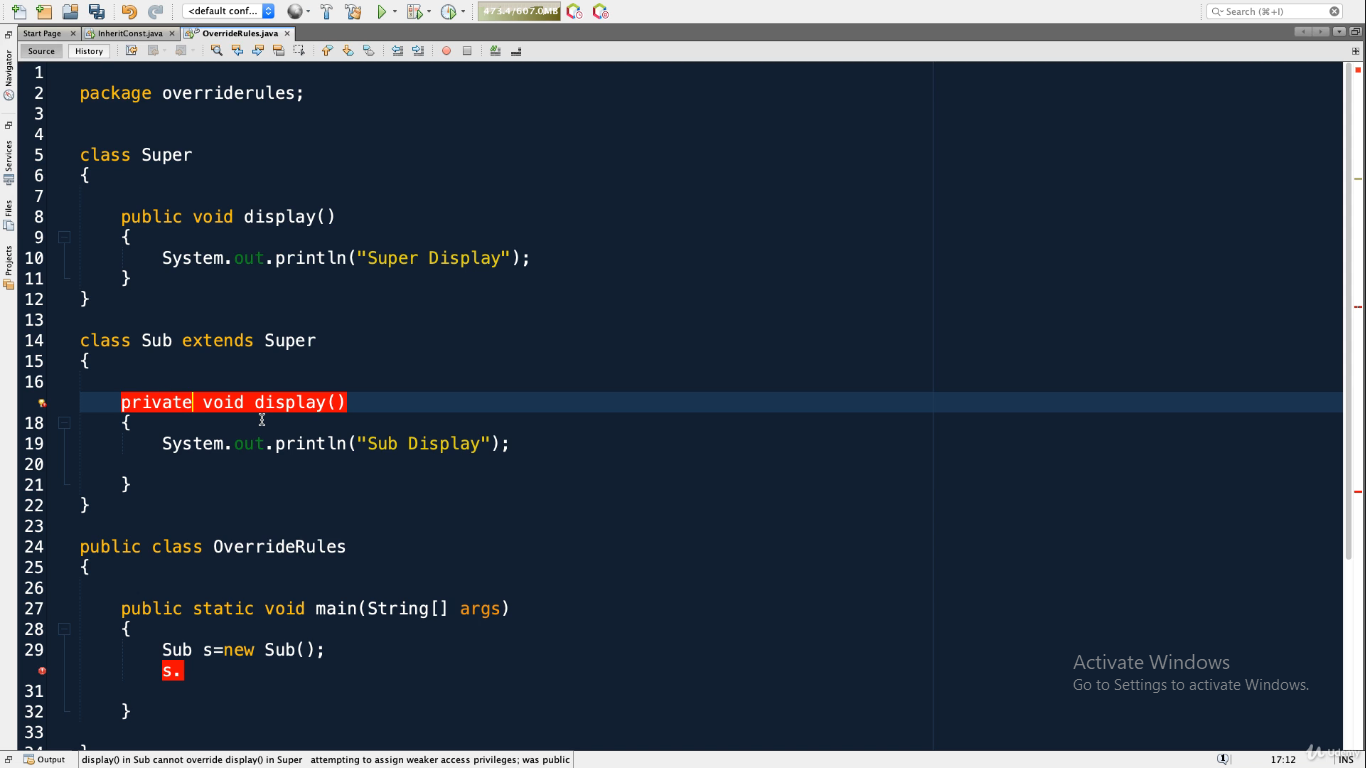 <default conf...
473.4/607.0MB
Search (⌘+I)
Start Page
InheritConst.java
OverrideRules.java
Source
History
Navigator
Services
Files
Projects
1
2 package overriderules;
3
4
5 class Super
6 {
7
8 public void display()
9 {
10 System.out.println("Super Display");
11 }
12 }
13
14 class Sub extends Super
15 {
16
private void display()
18 {
19 System.out.println("Sub Display");
20
21 }
22 }
23
24 public class OverrideRules
25 {
26
27 public static void main(String[] args)
28 {
29 Sub s=new Sub();
s.
31
32 }
33
34 }
Activate Windows
Go to Settings to activate Windows.
Output
display() in Sub cannot override display() in Super attempting to assign weaker access privileges; was public
1
17:12
INS
Udemy